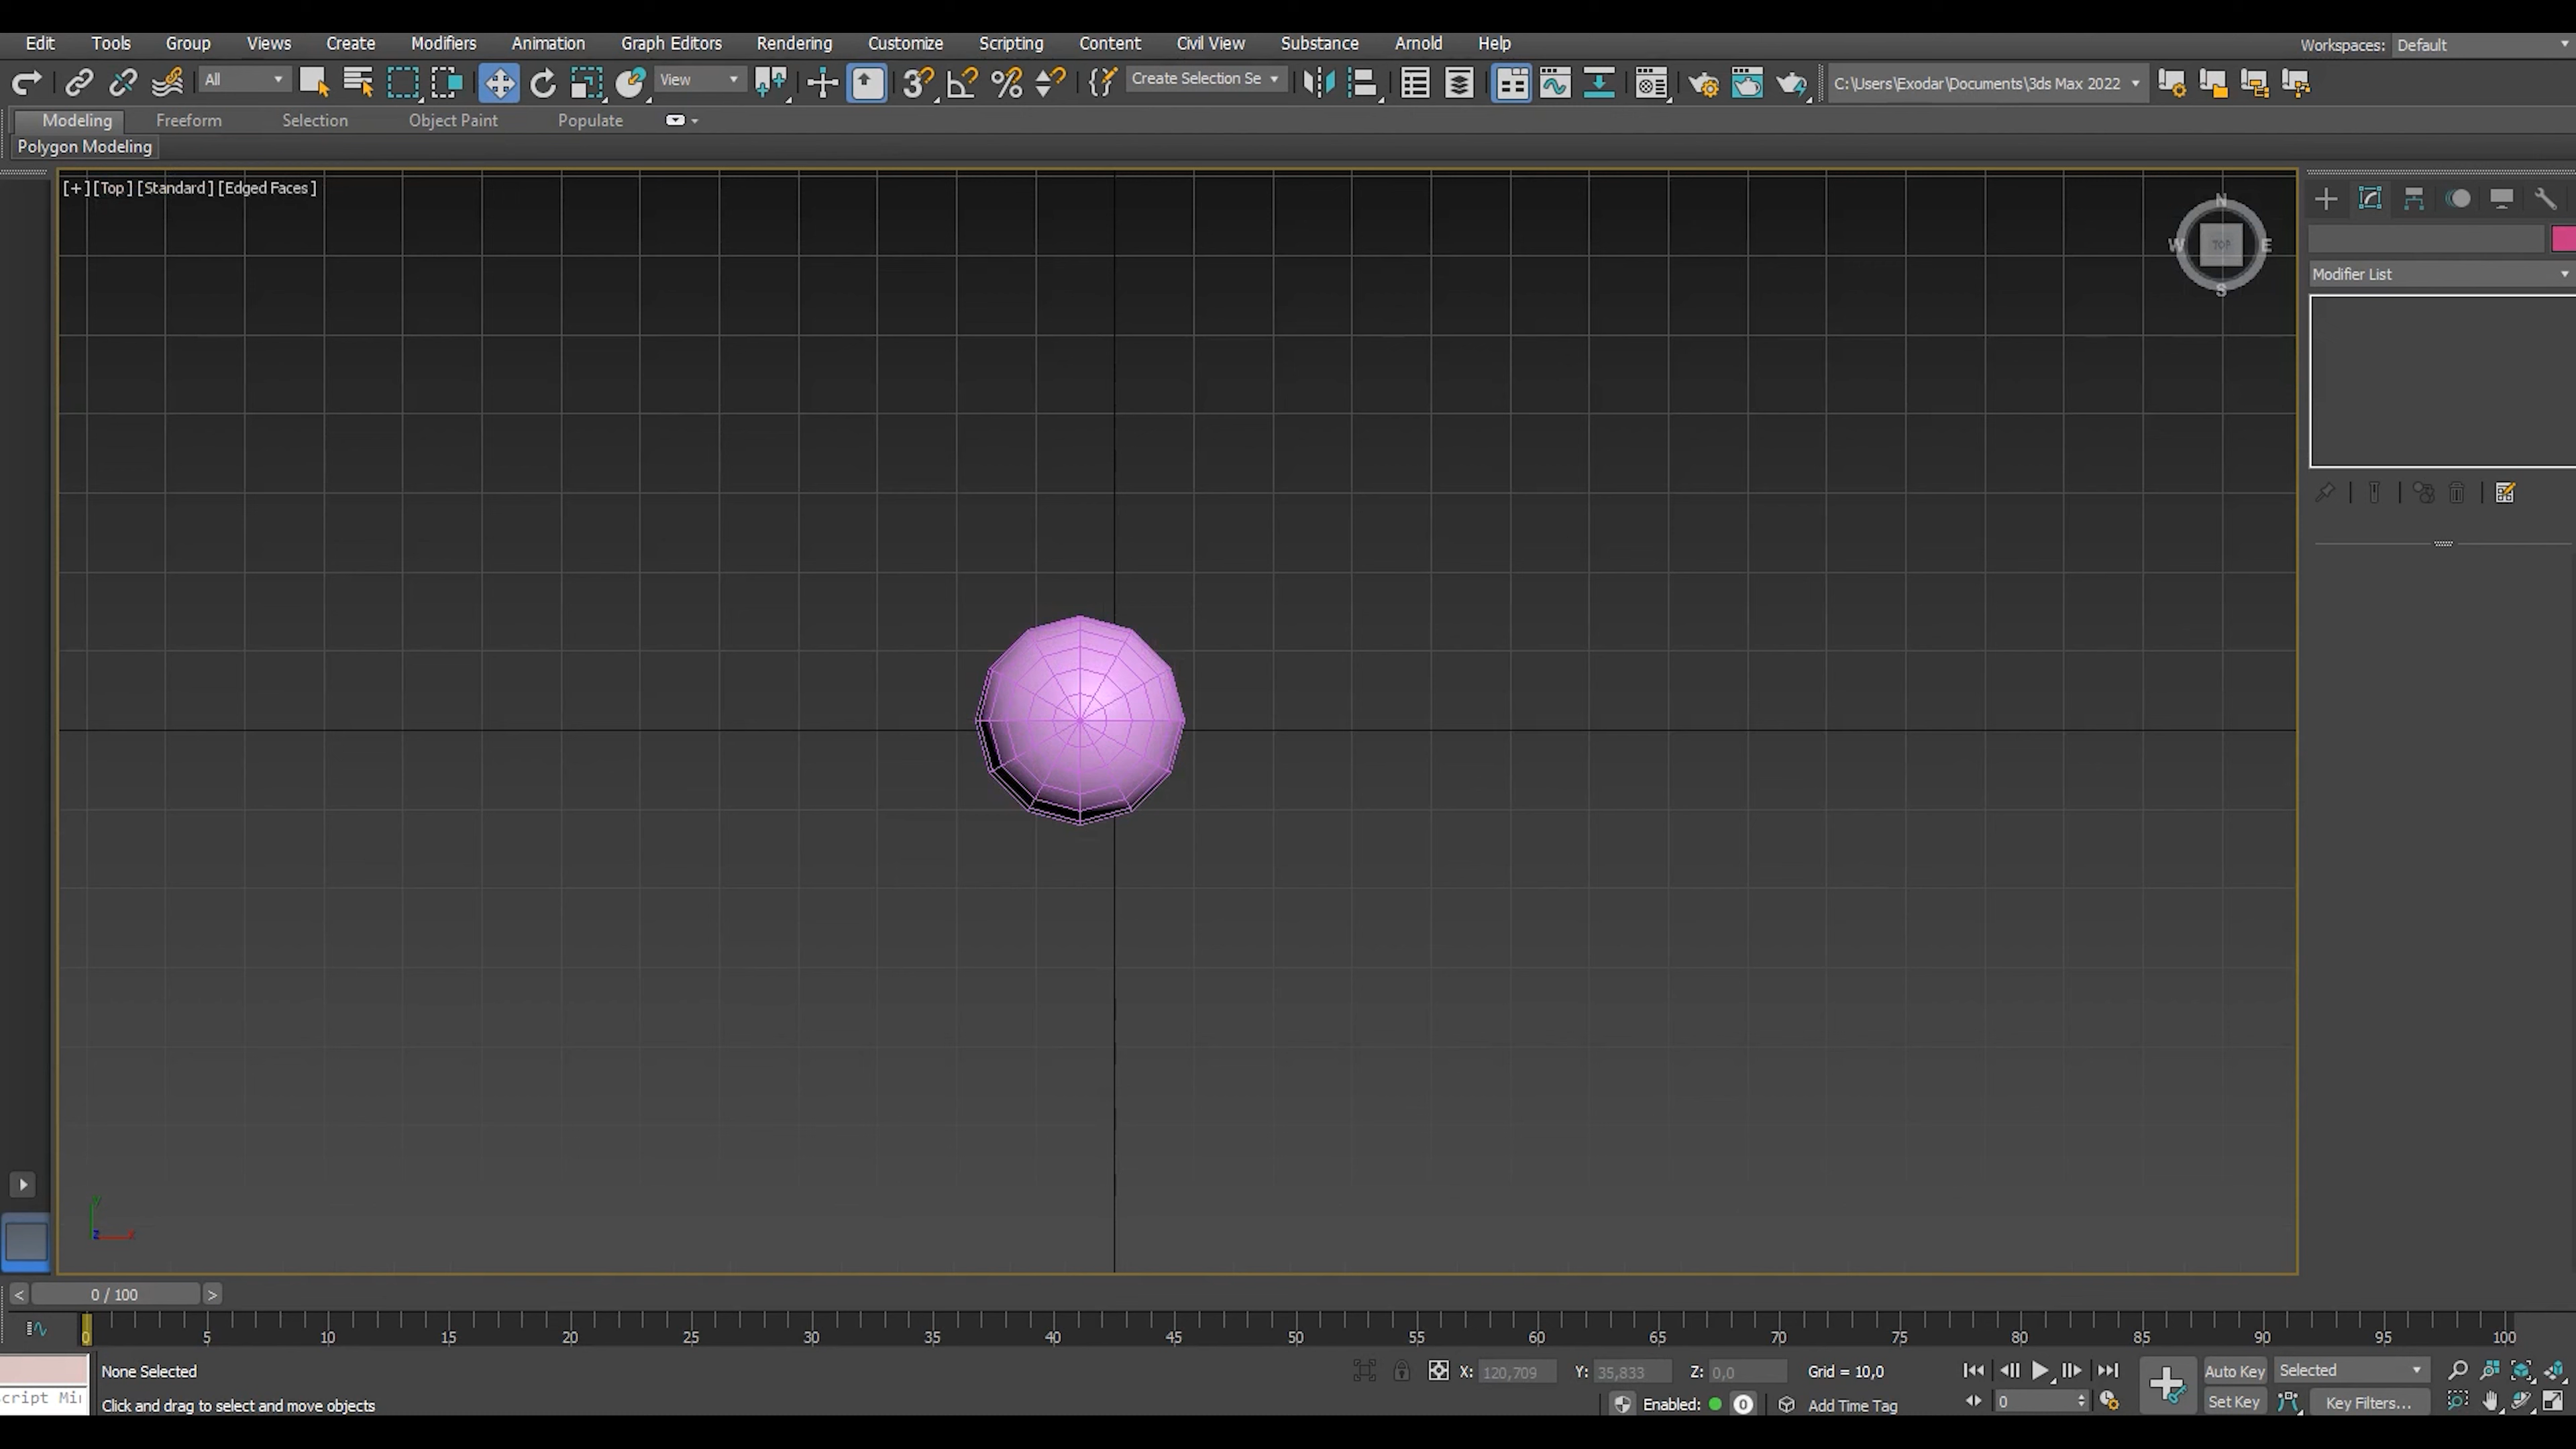 Edit Tools Group Views Create Modifiers Animation Graph Editors Rendering Customize Scripting Content Civil View Substance Arnold Help Workspaces: Default
All View Create Selection Se C:\Users\Exodar\Documents\3ds Max 2022
Modeling Freeform Selection Object Paint Populate
Polygon Modeling
[+] [Top] [Standard] [Edged Faces]
N
W TOP E
S
Modifier List
y
z x
< 0 / 100 >
0 5 10 15 20 25 30 35 40 45 50 55 60 65 70 75 80 85 90 95 100
None Selected X: 120,709 Y: 35,833 Z: 0,0 Grid = 10,0 Auto Key Selected
cript Mi Click and drag to select and move objects Enabled: 0 Add Time Tag 0 Set Key Key Filters...